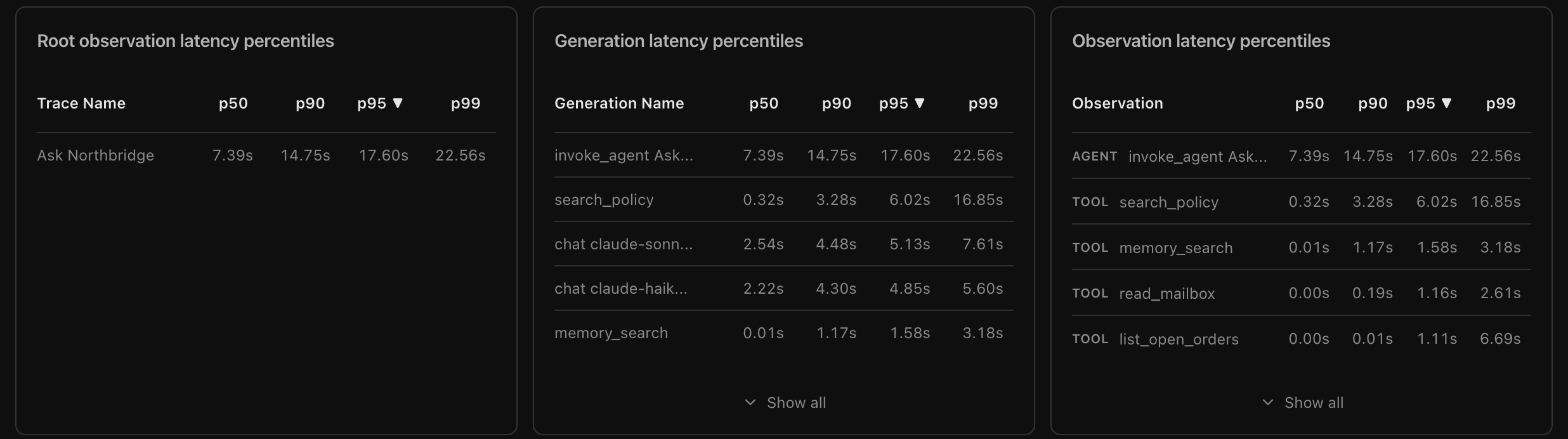 Root observation latency percentiles
Trace Name p50 p90 p95 ▼ p99
Ask Northbridge 7.39s 14.75s 17.60s 22.56s
Generation latency percentiles
Generation Name p50 p90 p95 ▼ p99
invoke_agent Ask... 7.39s 14.75s 17.60s 22.56s
search_policy 0.32s 3.28s 6.02s 16.85s
chat claude-sonn... 2.54s 4.48s 5.13s 7.61s
chat claude-haik... 2.22s 4.30s 4.85s 5.60s
memory_search 0.01s 1.17s 1.58s 3.18s
Show all
Observation latency percentiles
Observation p50 p90 p95 ▼ p99
AGENT invoke_agent Ask... 7.39s 14.75s 17.60s 22.56s
TOOL search_policy 0.32s 3.28s 6.02s 16.85s
TOOL memory_search 0.01s 1.17s 1.58s 3.18s
TOOL read_mailbox 0.00s 0.19s 1.16s 2.61s
TOOL list_open_orders 0.00s 0.01s 1.11s 6.69s
Show all